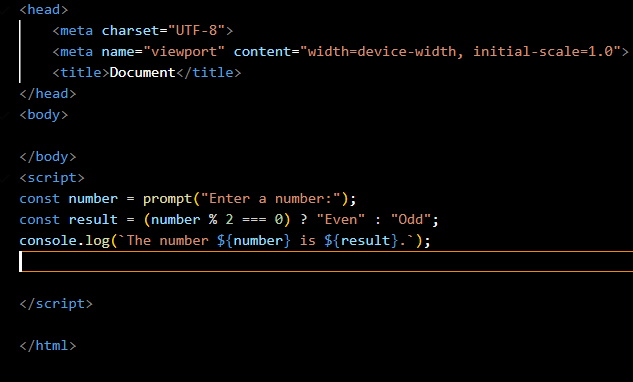 <head>
    <meta charset="UTF-8">
    <meta name="viewport" content="width=device-width, initial-scale=1.0">
    <title>Document</title>
</head>
<body>

</body>
<script>
const number = prompt("Enter a number:");
const result = (number % 2 === 0) ? "Even" : "Odd";
console.log(`The number ${number} is ${result}.`);

</script>

</html>